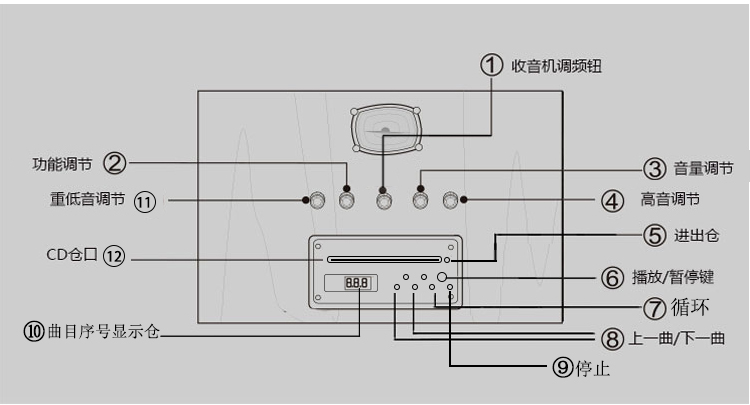 ① 收音机调频钮
功能调节 ②
③ 音量调节
重低音调节 ⑪
④ 高音调节
⑤ 进出仓
CD仓口 ⑫
⑥ 播放/暂停键
8.8.8
⑦ 循环
⑩曲目序号显示仓
⑧ 上一曲/下一曲
⑨停止